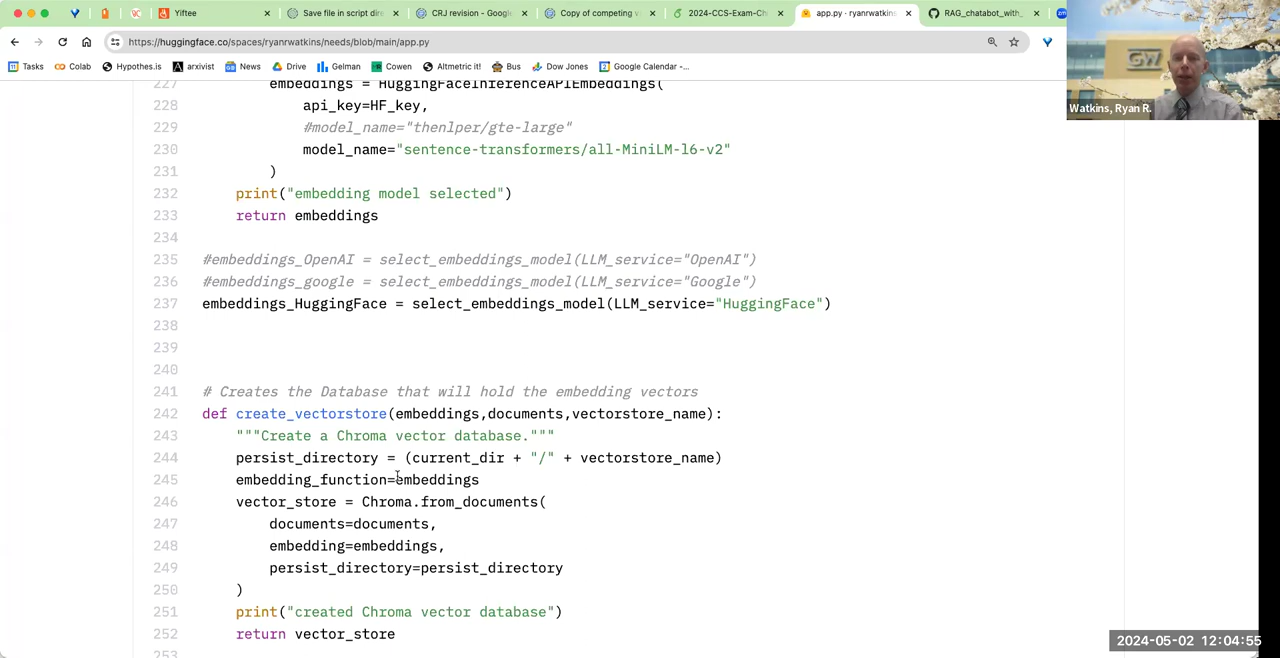 Yiftee
Save file in script dire
CRJ revision - Google
Copy of competing v
2024-CCS-Exam-Ch
app.py · ryanrwatkins
RAG_chatabot_with_
https://huggingface.co/spaces/ryanrwatkins/needs/blob/main/app.py
Tasks
Colab
Hypothes.is
arxivist
News
Drive
Gelman
Cowen
Altmetric it!
Bus
Dow Jones
Google Calendar -...
GW
Watkins, Ryan R.
227 embeddings = HuggingFaceInferenceAPIEmbeddings(
228 api_key=HF_key,
229 #model_name="thenlper/gte-large"
230 model_name="sentence-transformers/all-MiniLM-l6-v2"
231 )
232 print("embedding model selected")
233 return embeddings
234
235 #embeddings_OpenAI = select_embeddings_model(LLM_service="OpenAI")
236 #embeddings_google = select_embeddings_model(LLM_service="Google")
237 embeddings_HuggingFace = select_embeddings_model(LLM_service="HuggingFace")
238
239
240
241 # Creates the Database that will hold the embedding vectors
242 def create_vectorstore(embeddings,documents,vectorstore_name):
243 """Create a Chroma vector database."""
244 persist_directory = (current_dir + "/" + vectorstore_name)
245 embedding_function=embeddings
246 vector_store = Chroma.from_documents(
247 documents=documents,
248 embedding=embeddings,
249 persist_directory=persist_directory
250 )
251 print("created Chroma vector database")
252 return vector_store
253
2024-05-02 12:04:55